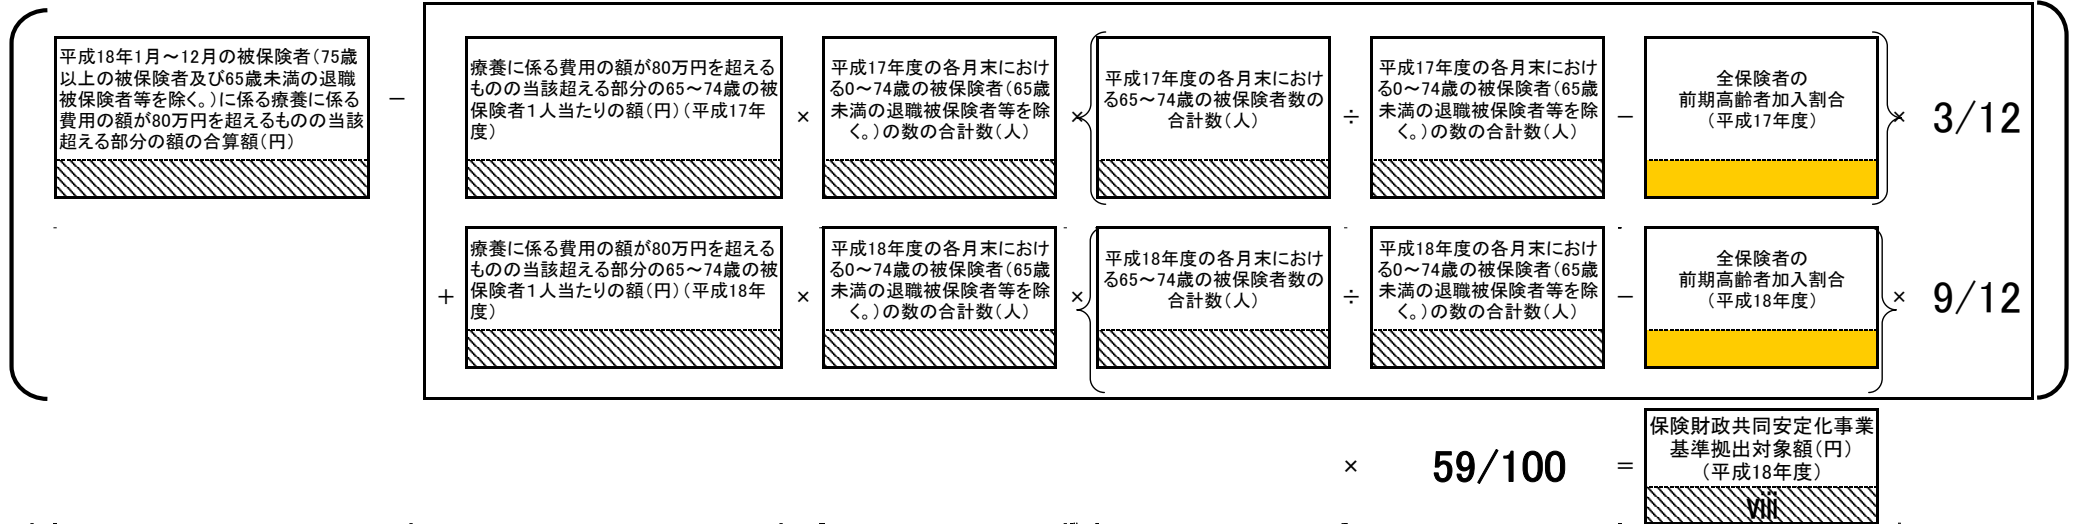 平成18年1月～12月の被保険者（75歳
以上の被保険者及び65歳未満の退職
被保険者等を除く。）に係る療養に係る
費用の額が80万円を超えるものの当該
超える部分の額の合算額（円）
－
療養に係る費用の額が80万円を超える
ものの当該超える部分の65～74歳の被
保険者１人当たりの額（円）（平成17年
度）
×
平成17年度の各月末におけ
る0～74歳の被保険者（65歳
未満の退職被保険者等を除
く。）の数の合計数（人）
×
平成17年度の各月末におけ
る65～74歳の被保険者数の
合計数（人）
÷
平成17年度の各月末におけ
る0～74歳の被保険者（65歳
未満の退職被保険者等を除
く。）の数の合計数（人）
－
全保険者の
前期高齢者加入割合
（平成17年度）
×
3/12
＋
療養に係る費用の額が80万円を超える
ものの当該超える部分の65～74歳の被
保険者１人当たりの額（円）（平成18年
度）
×
平成18年度の各月末におけ
る0～74歳の被保険者（65歳
未満の退職被保険者等を除
く。）の数の合計数（人）
×
平成18年度の各月末におけ
る65～74歳の被保険者数の
合計数（人）
÷
平成18年度の各月末におけ
る0～74歳の被保険者（65歳
未満の退職被保険者等を除
く。）の数の合計数（人）
－
全保険者の
前期高齢者加入割合
（平成18年度）
×
9/12
×
59/100
＝
保険財政共同安定化事業
基準拠出対象額（円）
（平成18年度）
ⅷ